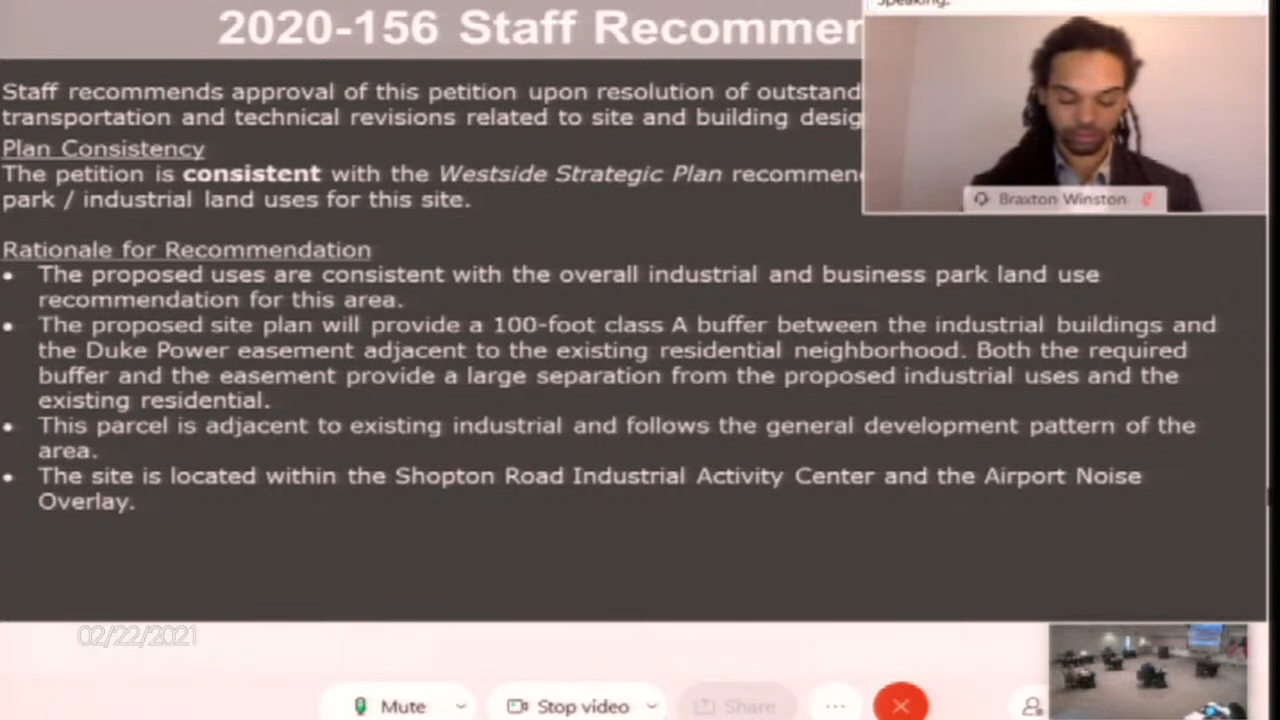 2020-156 Staff Recommen
Speaking:
Staff recommends approval of this petition upon resolution of outstand
transportation and technical revisions related to site and building desig
Plan Consistency
The petition is consistent with the Westside Strategic Plan recommen
park / industrial land uses for this site.
Braxton Winston
Rationale for Recommendation
• The proposed uses are consistent with the overall industrial and business park land use
recommendation for this area.
• The proposed site plan will provide a 100-foot class A buffer between the industrial buildings and
the Duke Power easement adjacent to the existing residential neighborhood. Both the required
buffer and the easement provide a large separation from the proposed industrial uses and the
existing residential.
• This parcel is adjacent to existing industrial and follows the general development pattern of the
area.
• The site is located within the Shopton Road Industrial Activity Center and the Airport Noise
Overlay.
02/22/2021
Mute
Stop video
Share